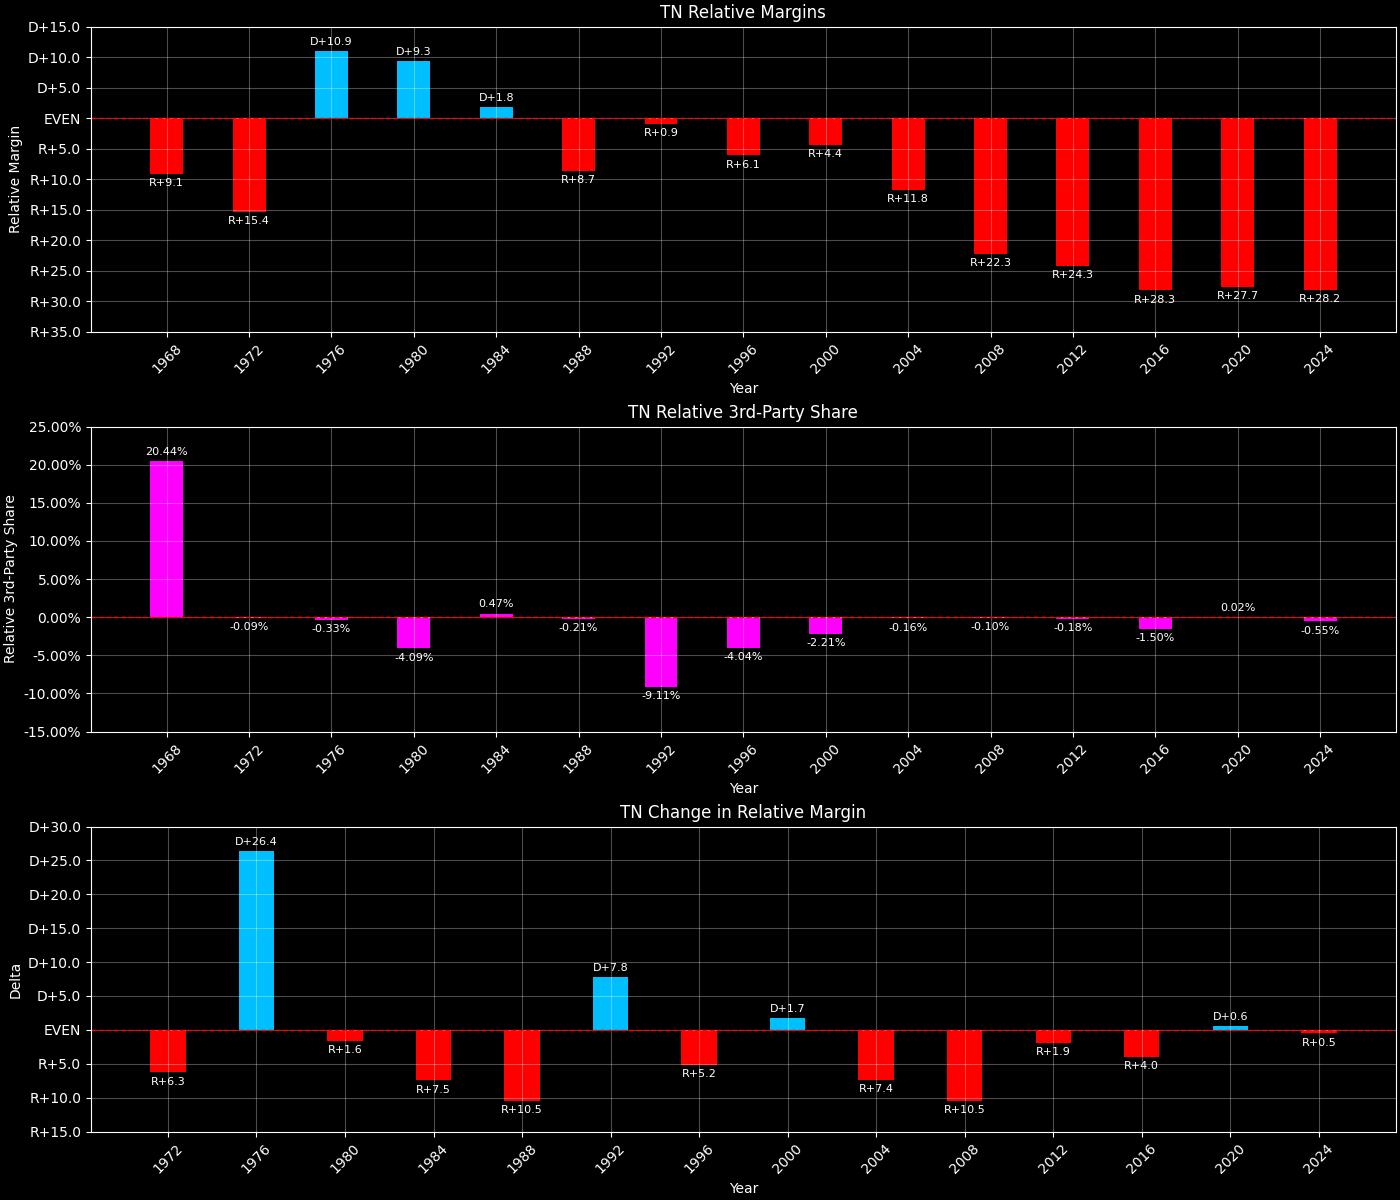 TN Relative Margins
D+15.0
D+10.0
D+5.0
EVEN
R+5.0
R+10.0
R+15.0
R+20.0
R+25.0
R+30.0
R+35.0
Relative Margin
R+9.1
R+15.4
D+10.9
D+9.3
D+1.8
R+8.7
R+0.9
R+6.1
R+4.4
R+11.8
R+22.3
R+24.3
R+28.3
R+27.7
R+28.2
1968
1972
1976
1980
1984
1988
1992
1996
2000
2004
2008
2012
2016
2020
2024
Year
TN Relative 3rd-Party Share
25.00%
20.00%
15.00%
10.00%
5.00%
0.00%
-5.00%
-10.00%
-15.00%
Relative 3rd-Party Share
20.44%
-0.09%
-0.33%
-4.09%
0.47%
-0.21%
-9.11%
-4.04%
-2.21%
-0.16%
-0.10%
-0.18%
-1.50%
0.02%
-0.55%
1968
1972
1976
1980
1984
1988
1992
1996
2000
2004
2008
2012
2016
2020
2024
Year
TN Change in Relative Margin
D+30.0
D+25.0
D+20.0
D+15.0
D+10.0
D+5.0
EVEN
R+5.0
R+10.0
R+15.0
Delta
R+6.3
D+26.4
R+1.6
R+7.5
R+10.5
D+7.8
R+5.2
D+1.7
R+7.4
R+10.5
R+1.9
R+4.0
D+0.6
R+0.5
1972
1976
1980
1984
1988
1992
1996
2000
2004
2008
2012
2016
2020
2024
Year